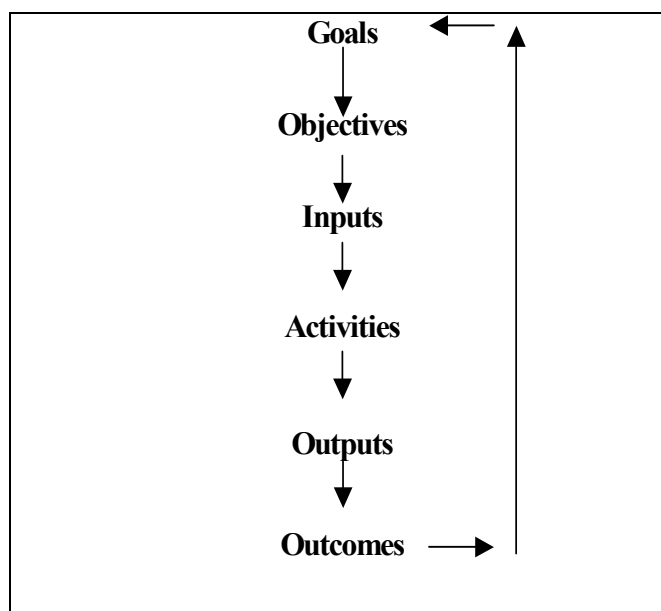 Goals
Objectives
Inputs
Activities
Outputs
Outcomes